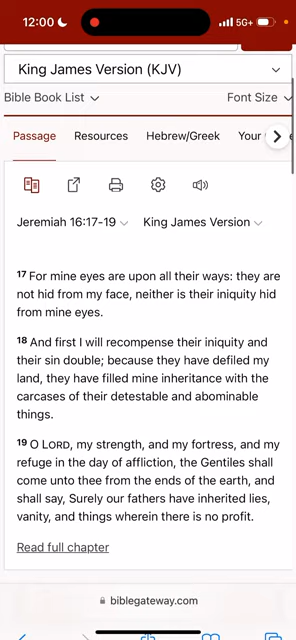 12:00
5G+
King James Version (KJV)
Bible Book List
Font Size
Passage
Resources
Hebrew/Greek
Your
Jeremiah 16:17-19
King James Version
17 For mine eyes are upon all their ways: they are
not hid from my face, neither is their iniquity hid
from mine eyes.
18 And first I will recompense their iniquity and
their sin double; because they have defiled my
land, they have filled mine inheritance with the
carcases of their detestable and abominable
things.
19 O LORD, my strength, and my fortress, and my
refuge in the day of affliction, the Gentiles shall
come unto thee from the ends of the earth, and
shall say, Surely our fathers have inherited lies,
vanity, and things wherein there is no profit.
Read full chapter
biblegateway.com